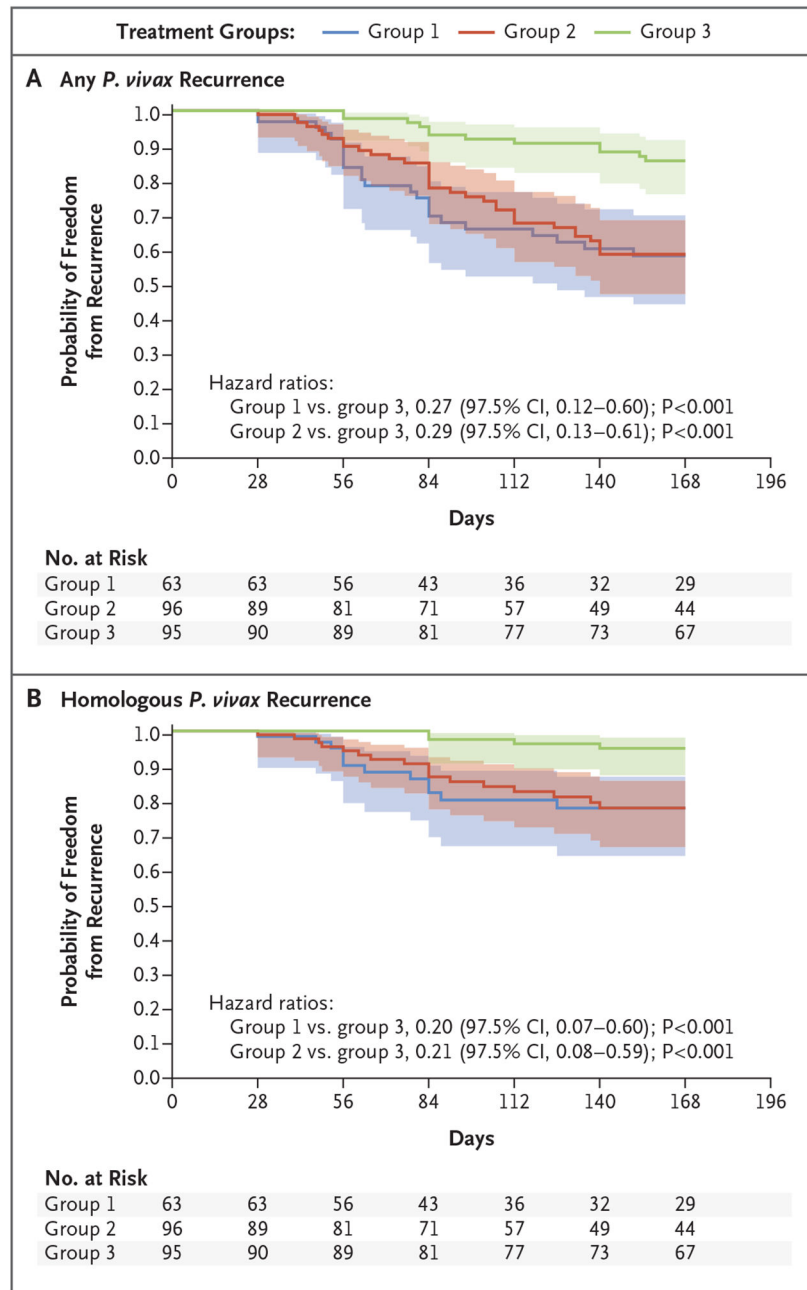 Treatment Groups: Group 1 Group 2 Group 3
A Any P. vivax Recurrence
Probability of Freedom
from Recurrence
1.0
0.9
0.8
0.7
0.6
0.5
0.4
0.3
0.2
0.1
0.0
Hazard ratios:
Group 1 vs. group 3, 0.27 (97.5% CI, 0.12–0.60); P<0.001
Group 2 vs. group 3, 0.29 (97.5% CI, 0.13–0.61); P<0.001
0 28 56 84 112 140 168 196
Days
No. at Risk
Group 1 63 63 56 43 36 32 29
Group 2 96 89 81 71 57 49 44
Group 3 95 90 89 81 77 73 67
B Homologous P. vivax Recurrence
Probability of Freedom
from Recurrence
1.0
0.9
0.8
0.7
0.6
0.5
0.4
0.3
0.2
0.1
0.0
Hazard ratios:
Group 1 vs. group 3, 0.20 (97.5% CI, 0.07–0.60); P<0.001
Group 2 vs. group 3, 0.21 (97.5% CI, 0.08–0.59); P<0.001
0 28 56 84 112 140 168 196
Days
No. at Risk
Group 1 63 63 56 43 36 32 29
Group 2 96 89 81 71 57 49 44
Group 3 95 90 89 81 77 73 67